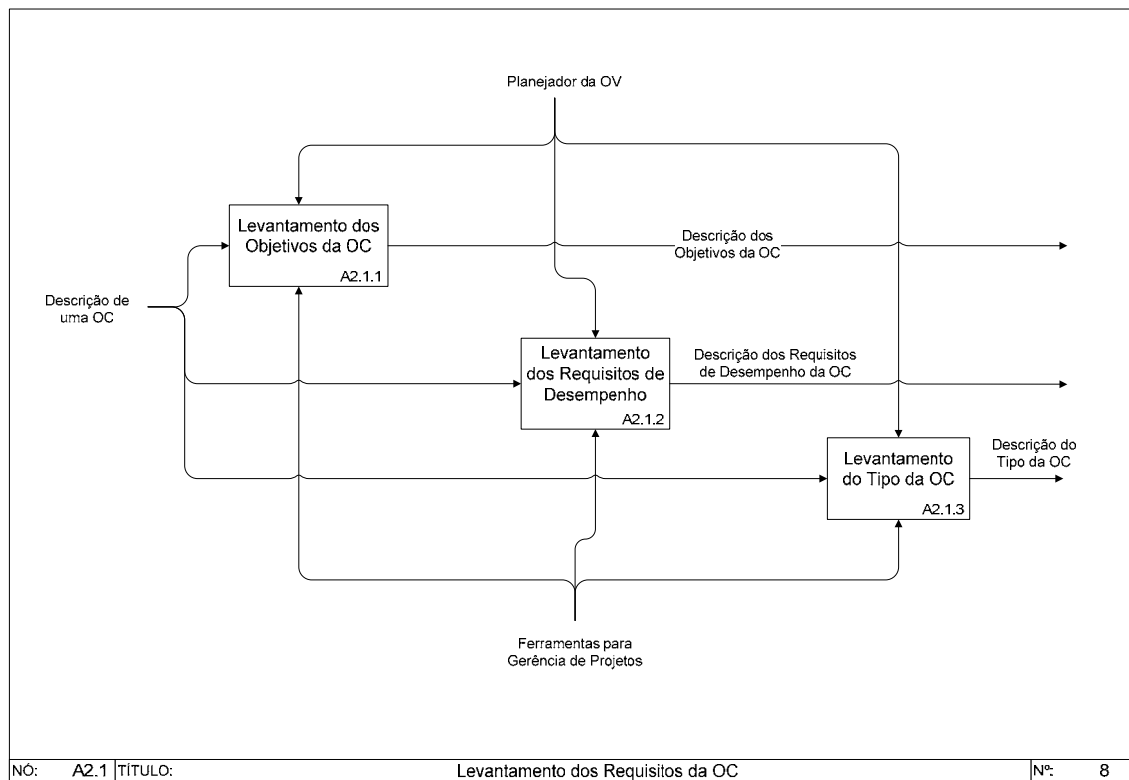 Planejador da OV
Levantamento dos
Objetivos da OC
A2.1.1
Descrição dos
Objetivos da OC
Descrição de
uma OC
Levantamento
dos Requisitos de
Desempenho
A2.1.2
Descrição dos Requisitos
de Desempenho da OC
Levantamento
do Tipo da OC
A2.1.3
Descrição do
Tipo da OC
Ferramentas para
Gerência de Projetos
NÓ: A2.1 TÍTULO: Levantamento dos Requisitos da OC Nº: 8